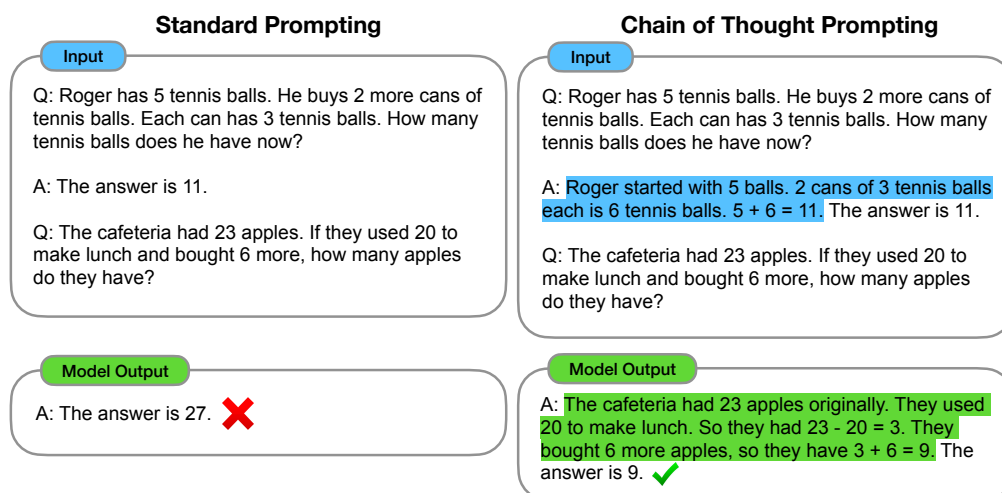 Standard Prompting
Input
Q: Roger has 5 tennis balls. He buys 2 more cans of
tennis balls. Each can has 3 tennis balls. How many
tennis balls does he have now?
A: The answer is 11.
Q: The cafeteria had 23 apples. If they used 20 to
make lunch and bought 6 more, how many apples
do they have?
Model Output
A: The answer is 27.
Chain of Thought Prompting
Input
Q: Roger has 5 tennis balls. He buys 2 more cans of
tennis balls. Each can has 3 tennis balls. How many
tennis balls does he have now?
A: Roger started with 5 balls. 2 cans of 3 tennis balls
each is 6 tennis balls. 5 + 6 = 11. The answer is 11.
Q: The cafeteria had 23 apples. If they used 20 to
make lunch and bought 6 more, how many apples
do they have?
Model Output
A: The cafeteria had 23 apples originally. They used
20 to make lunch. So they had 23 - 20 = 3. They
bought 6 more apples, so they have 3 + 6 = 9. The
answer is 9.